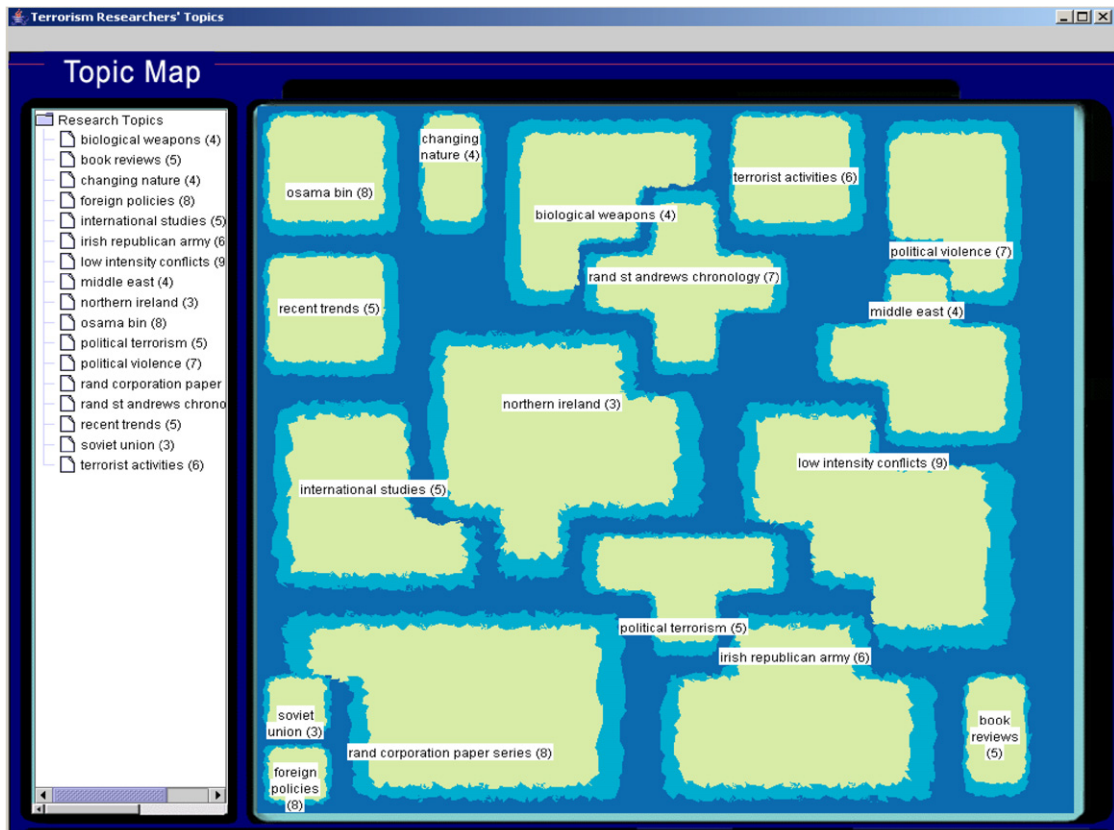 Terrorism Researchers' Topics
Topic Map
Research Topics
biological weapons (4)
book reviews (5)
changing nature (4)
foreign policies (8)
international studies (5)
irish republican army (6
low intensity conflicts (9
middle east (4)
northern ireland (3)
osama bin (8)
political terrorism (5)
political violence (7)
rand corporation paper
rand st andrews chrono
recent trends (5)
soviet union (3)
terrorist activities (6)
changing
nature (4)
osama bin (8)
terrorist activities (6)
biological weapons (4)
political violence (7)
rand st andrews chronology (7)
recent trends (5)
middle east (4)
northern ireland (3)
low intensity conflicts (9)
international studies (5)
political terrorism (5)
irish republican army (6)
soviet
union (3)
book
reviews
(5)
rand corporation paper series (8)
foreign
policies
(8)